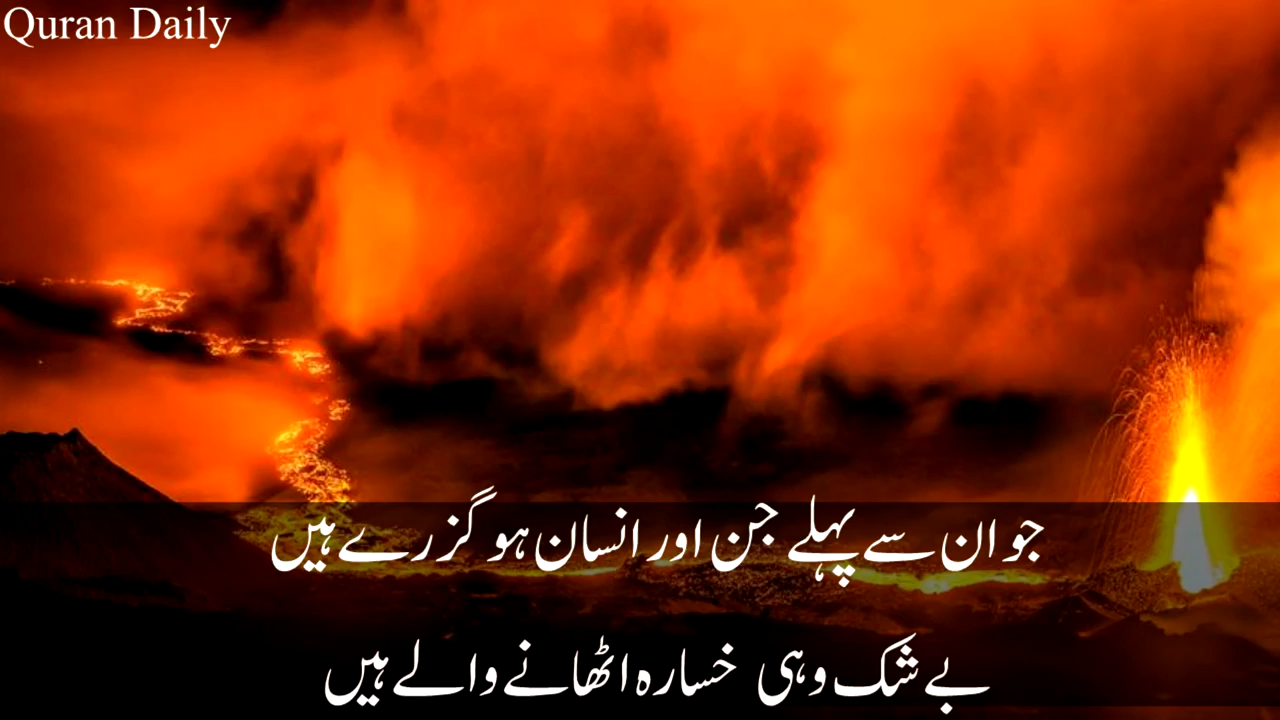 Quran Daily
جو ان سے پہلے جن اور انسان ہو گزرے ہیں
بے شک وہی خسارہ اٹھانے والے ہیں